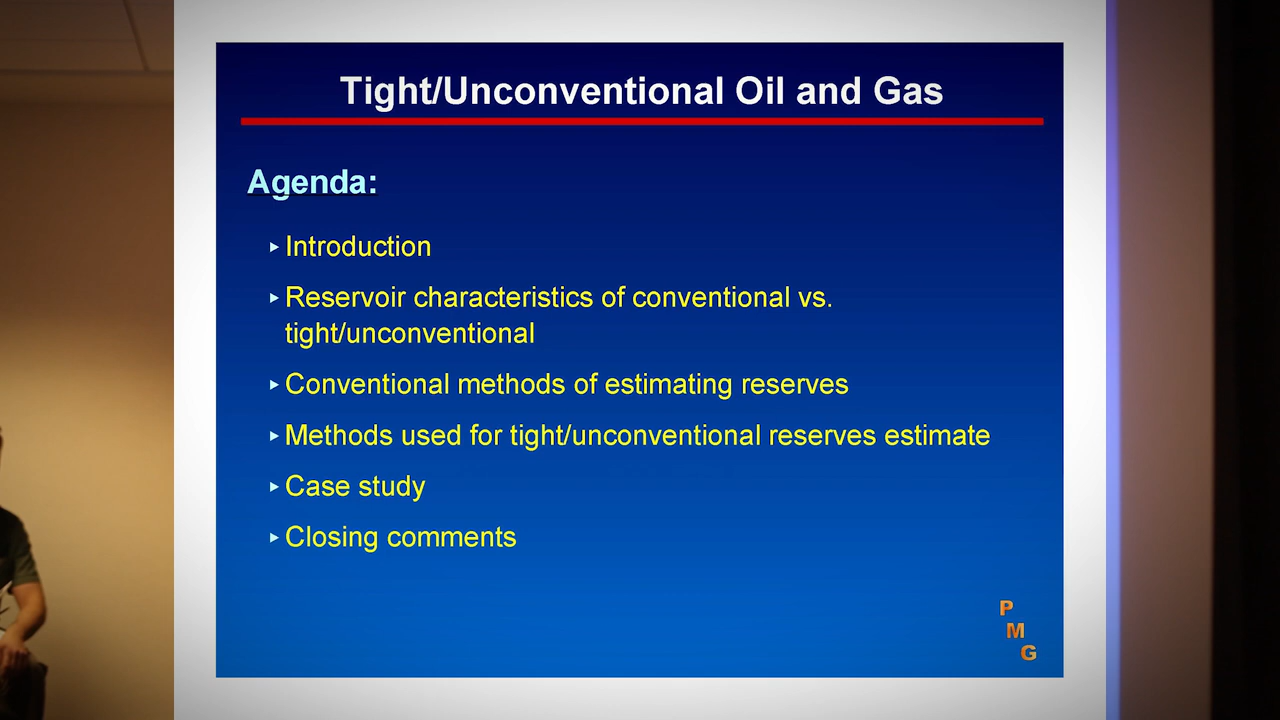 Tight/Unconventional Oil and Gas
Agenda:
▸Introduction
▸Reservoir characteristics of conventional vs.
tight/unconventional
▸Conventional methods of estimating reserves
▸Methods used for tight/unconventional reserves estimate
▸Case study
▸Closing comments
P
M
G